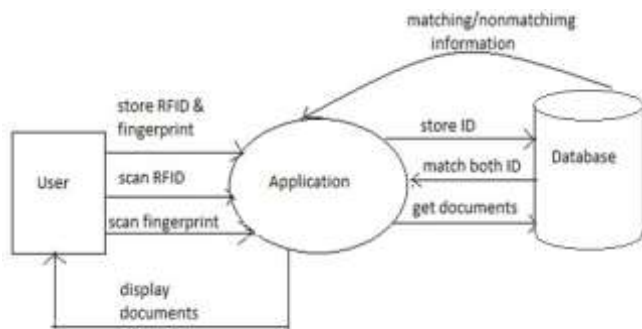 matching/nonmatchimg
information
store RFID &
fingerprint
store ID
User
scan RFID
Application
match both ID
Database
scan fingerprint
get documents
display
documents